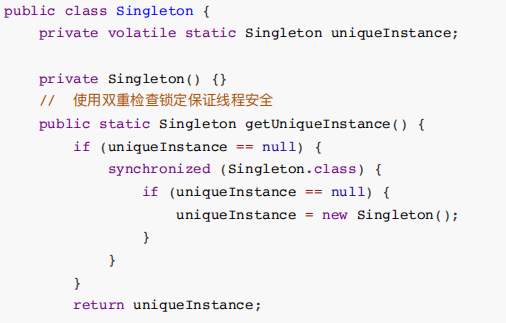 public class Singleton {
    private volatile static Singleton uniqueInstance;

    private Singleton() {}
    //  使用双重检查锁定保证线程安全
    public static Singleton getUniqueInstance() {
        if (uniqueInstance == null) {
            synchronized (Singleton.class) {
                if (uniqueInstance == null) {
                    uniqueInstance = new Singleton();
                }
            }
        }
        return uniqueInstance;